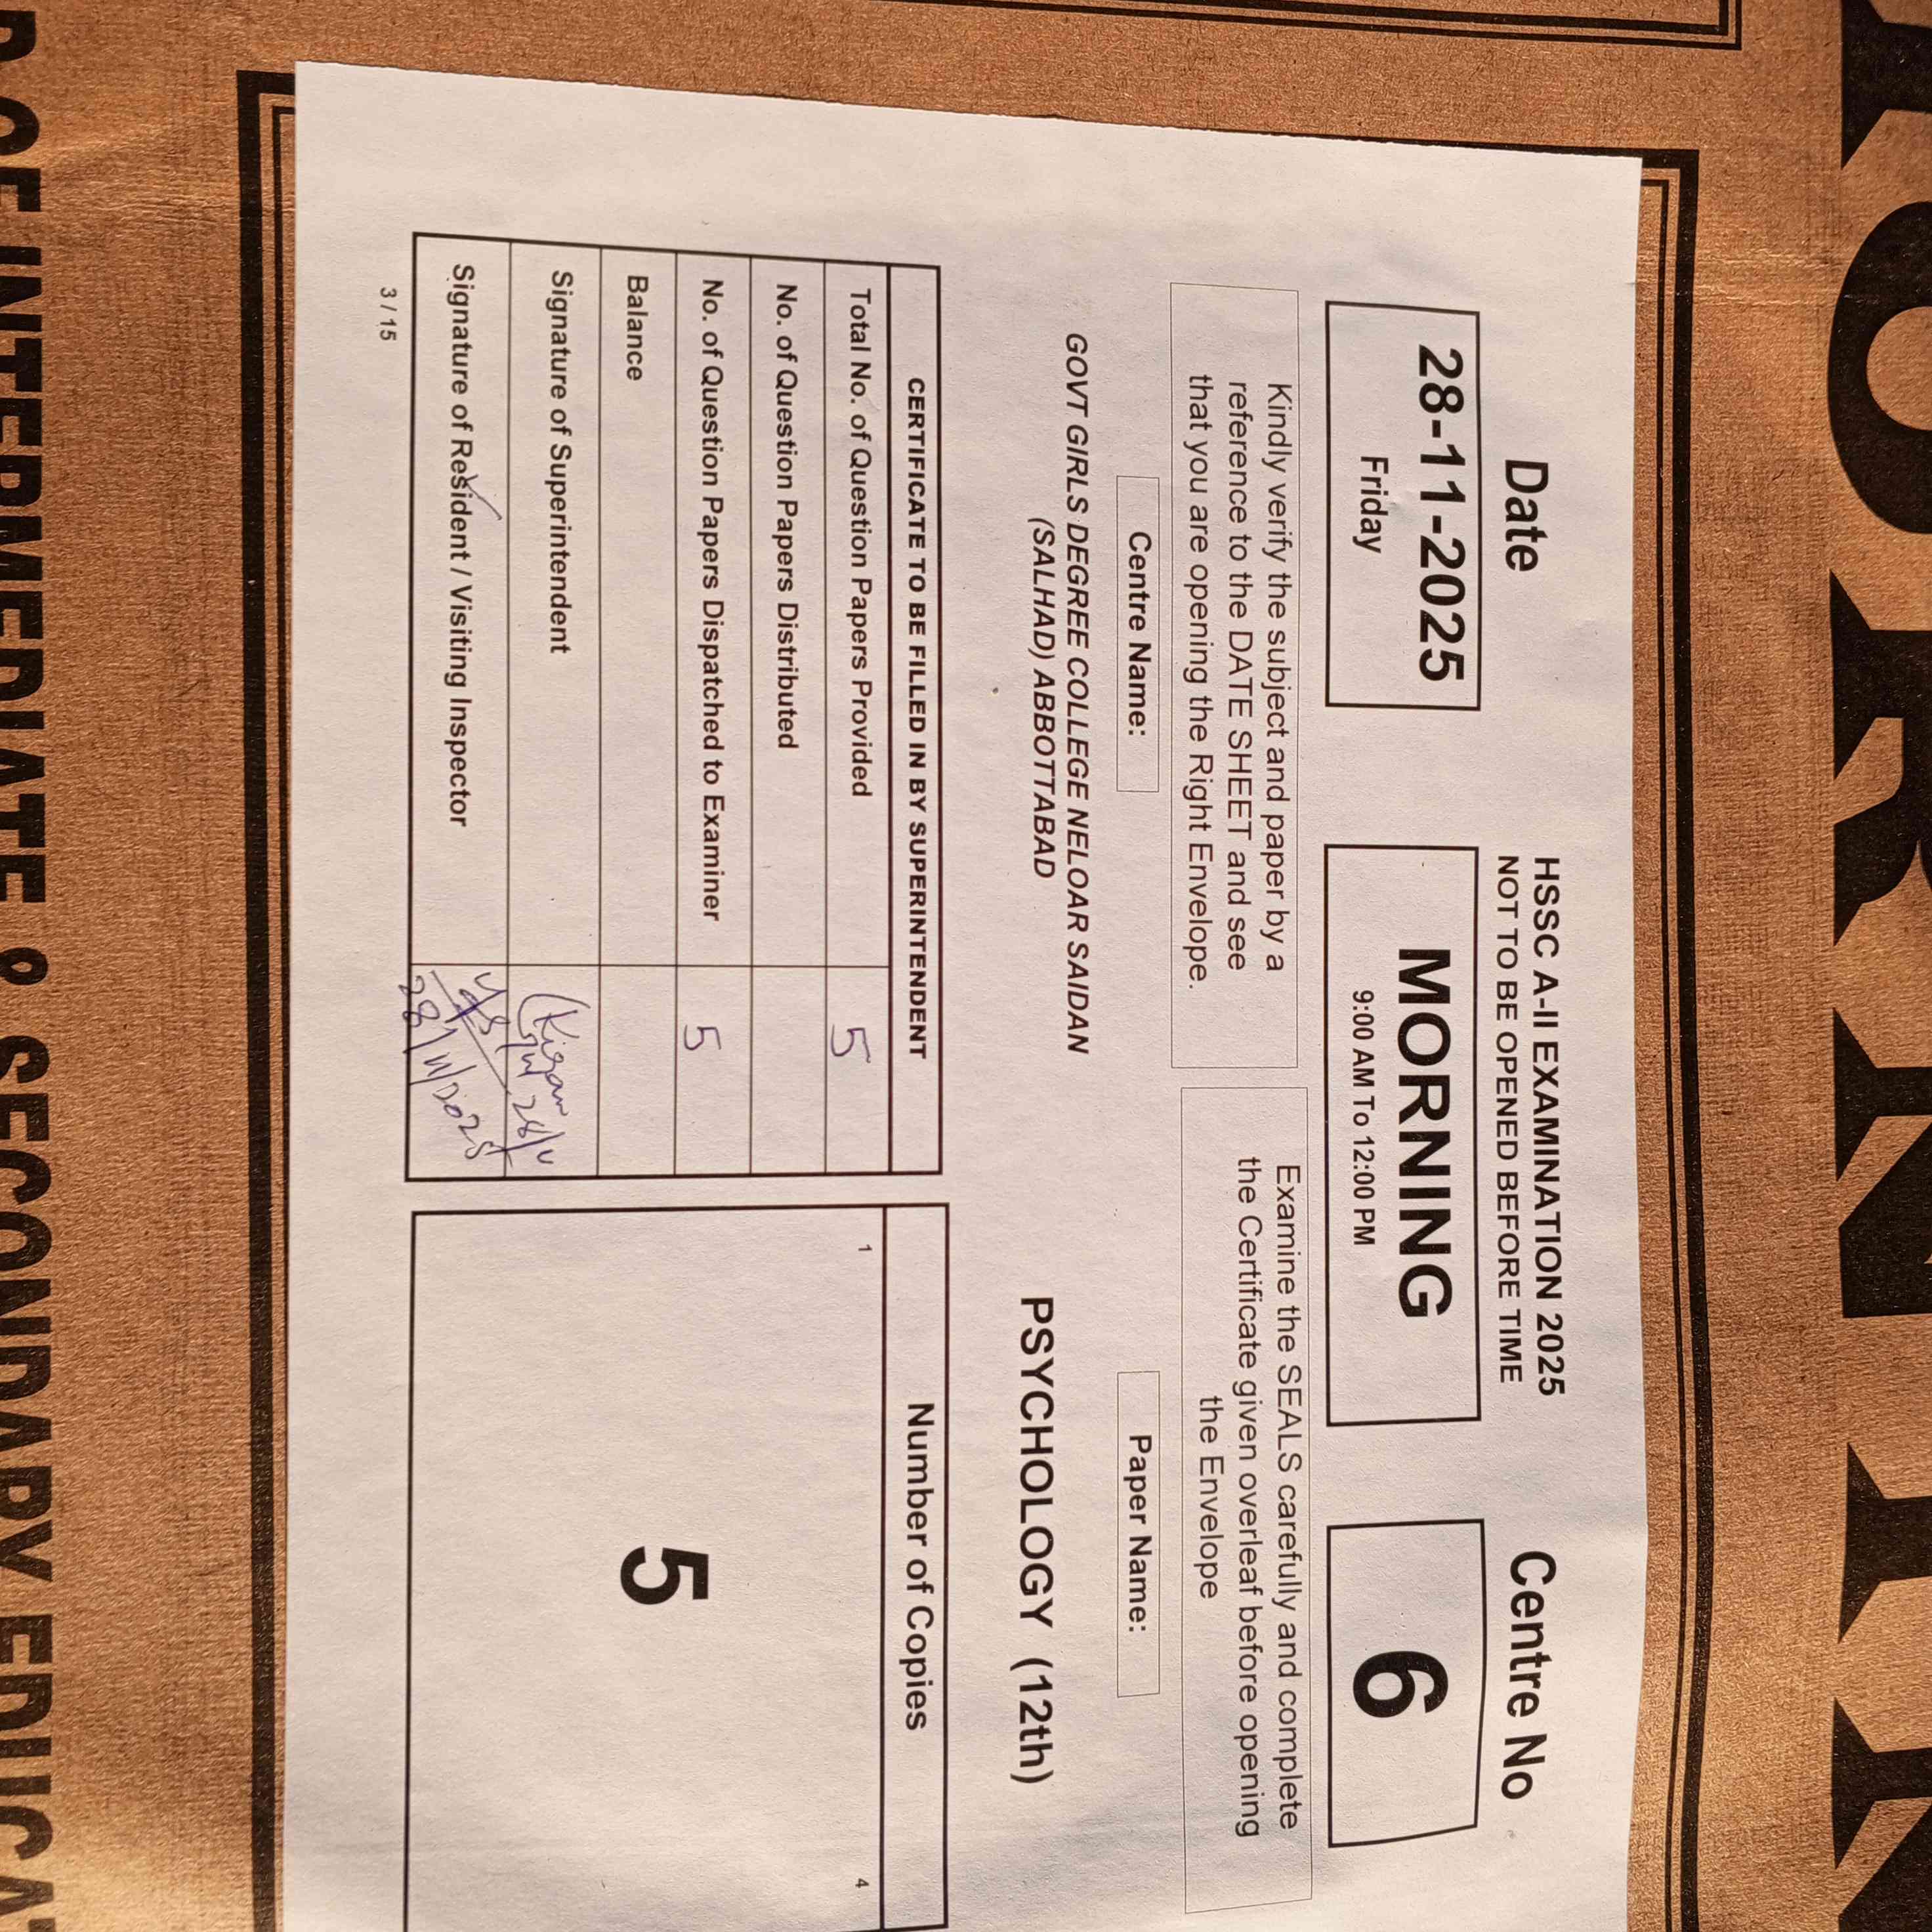 Date
HSSC A-II EXAMINATION 2025
NOT TO BE OPENED BEFORE TIME
Centre No
28-11-2025
Friday
MORNING
9:00 AM To 12:00 PM
6
Kindly verify the subject and paper by a
reference to the DATE SHEET and see
that you are opening the Right Envelope.
Examine the SEALS carefully and complete
the Certificate given overleaf before opening
the Envelope
Centre Name:
Paper Name:
GOVT GIRLS DEGREE COLLEGE NELOAR SAIDAN
(SALHAD) ABBOTTABAD
PSYCHOLOGY (12th)
CERTIFICATE TO BE FILLED IN BY SUPERINTENDENT
Total No. of Question Papers Provided 5
No. of Question Papers Distributed
No. of Question Papers Dispatched to Examiner 5
Balance
Signature of Superintendent
Signature of Resident / Visiting Inspector
28/11/2025
3 / 15
Number of Copies
1 4
5
INTERMEDIATE & SECONDARY